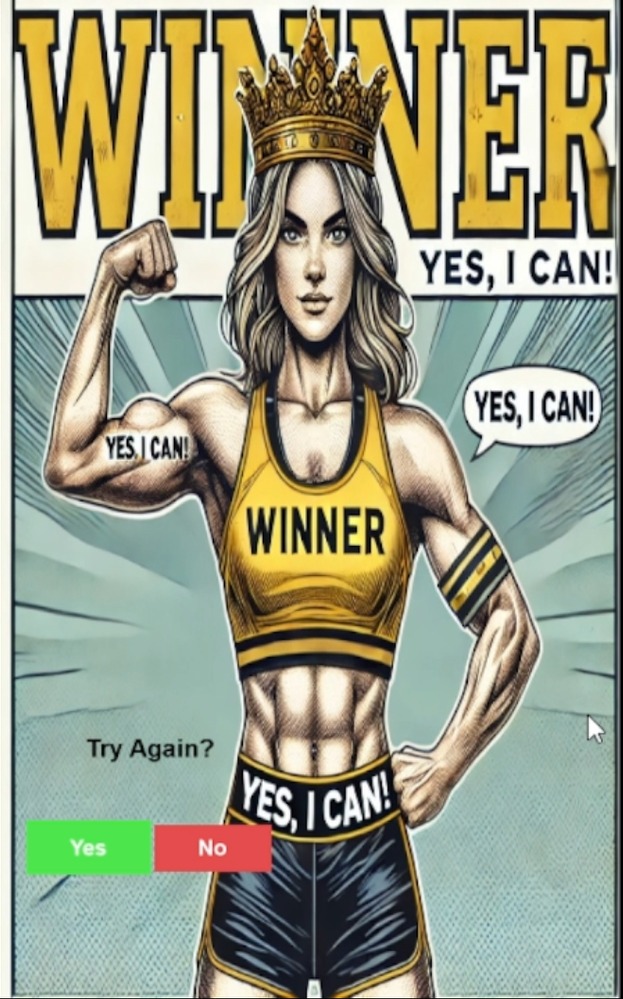 WINNER
YES, I CAN!
YES, I CAN!
YES, I CAN!
WINNER
Try Again?
YES, I CAN!
Yes
No